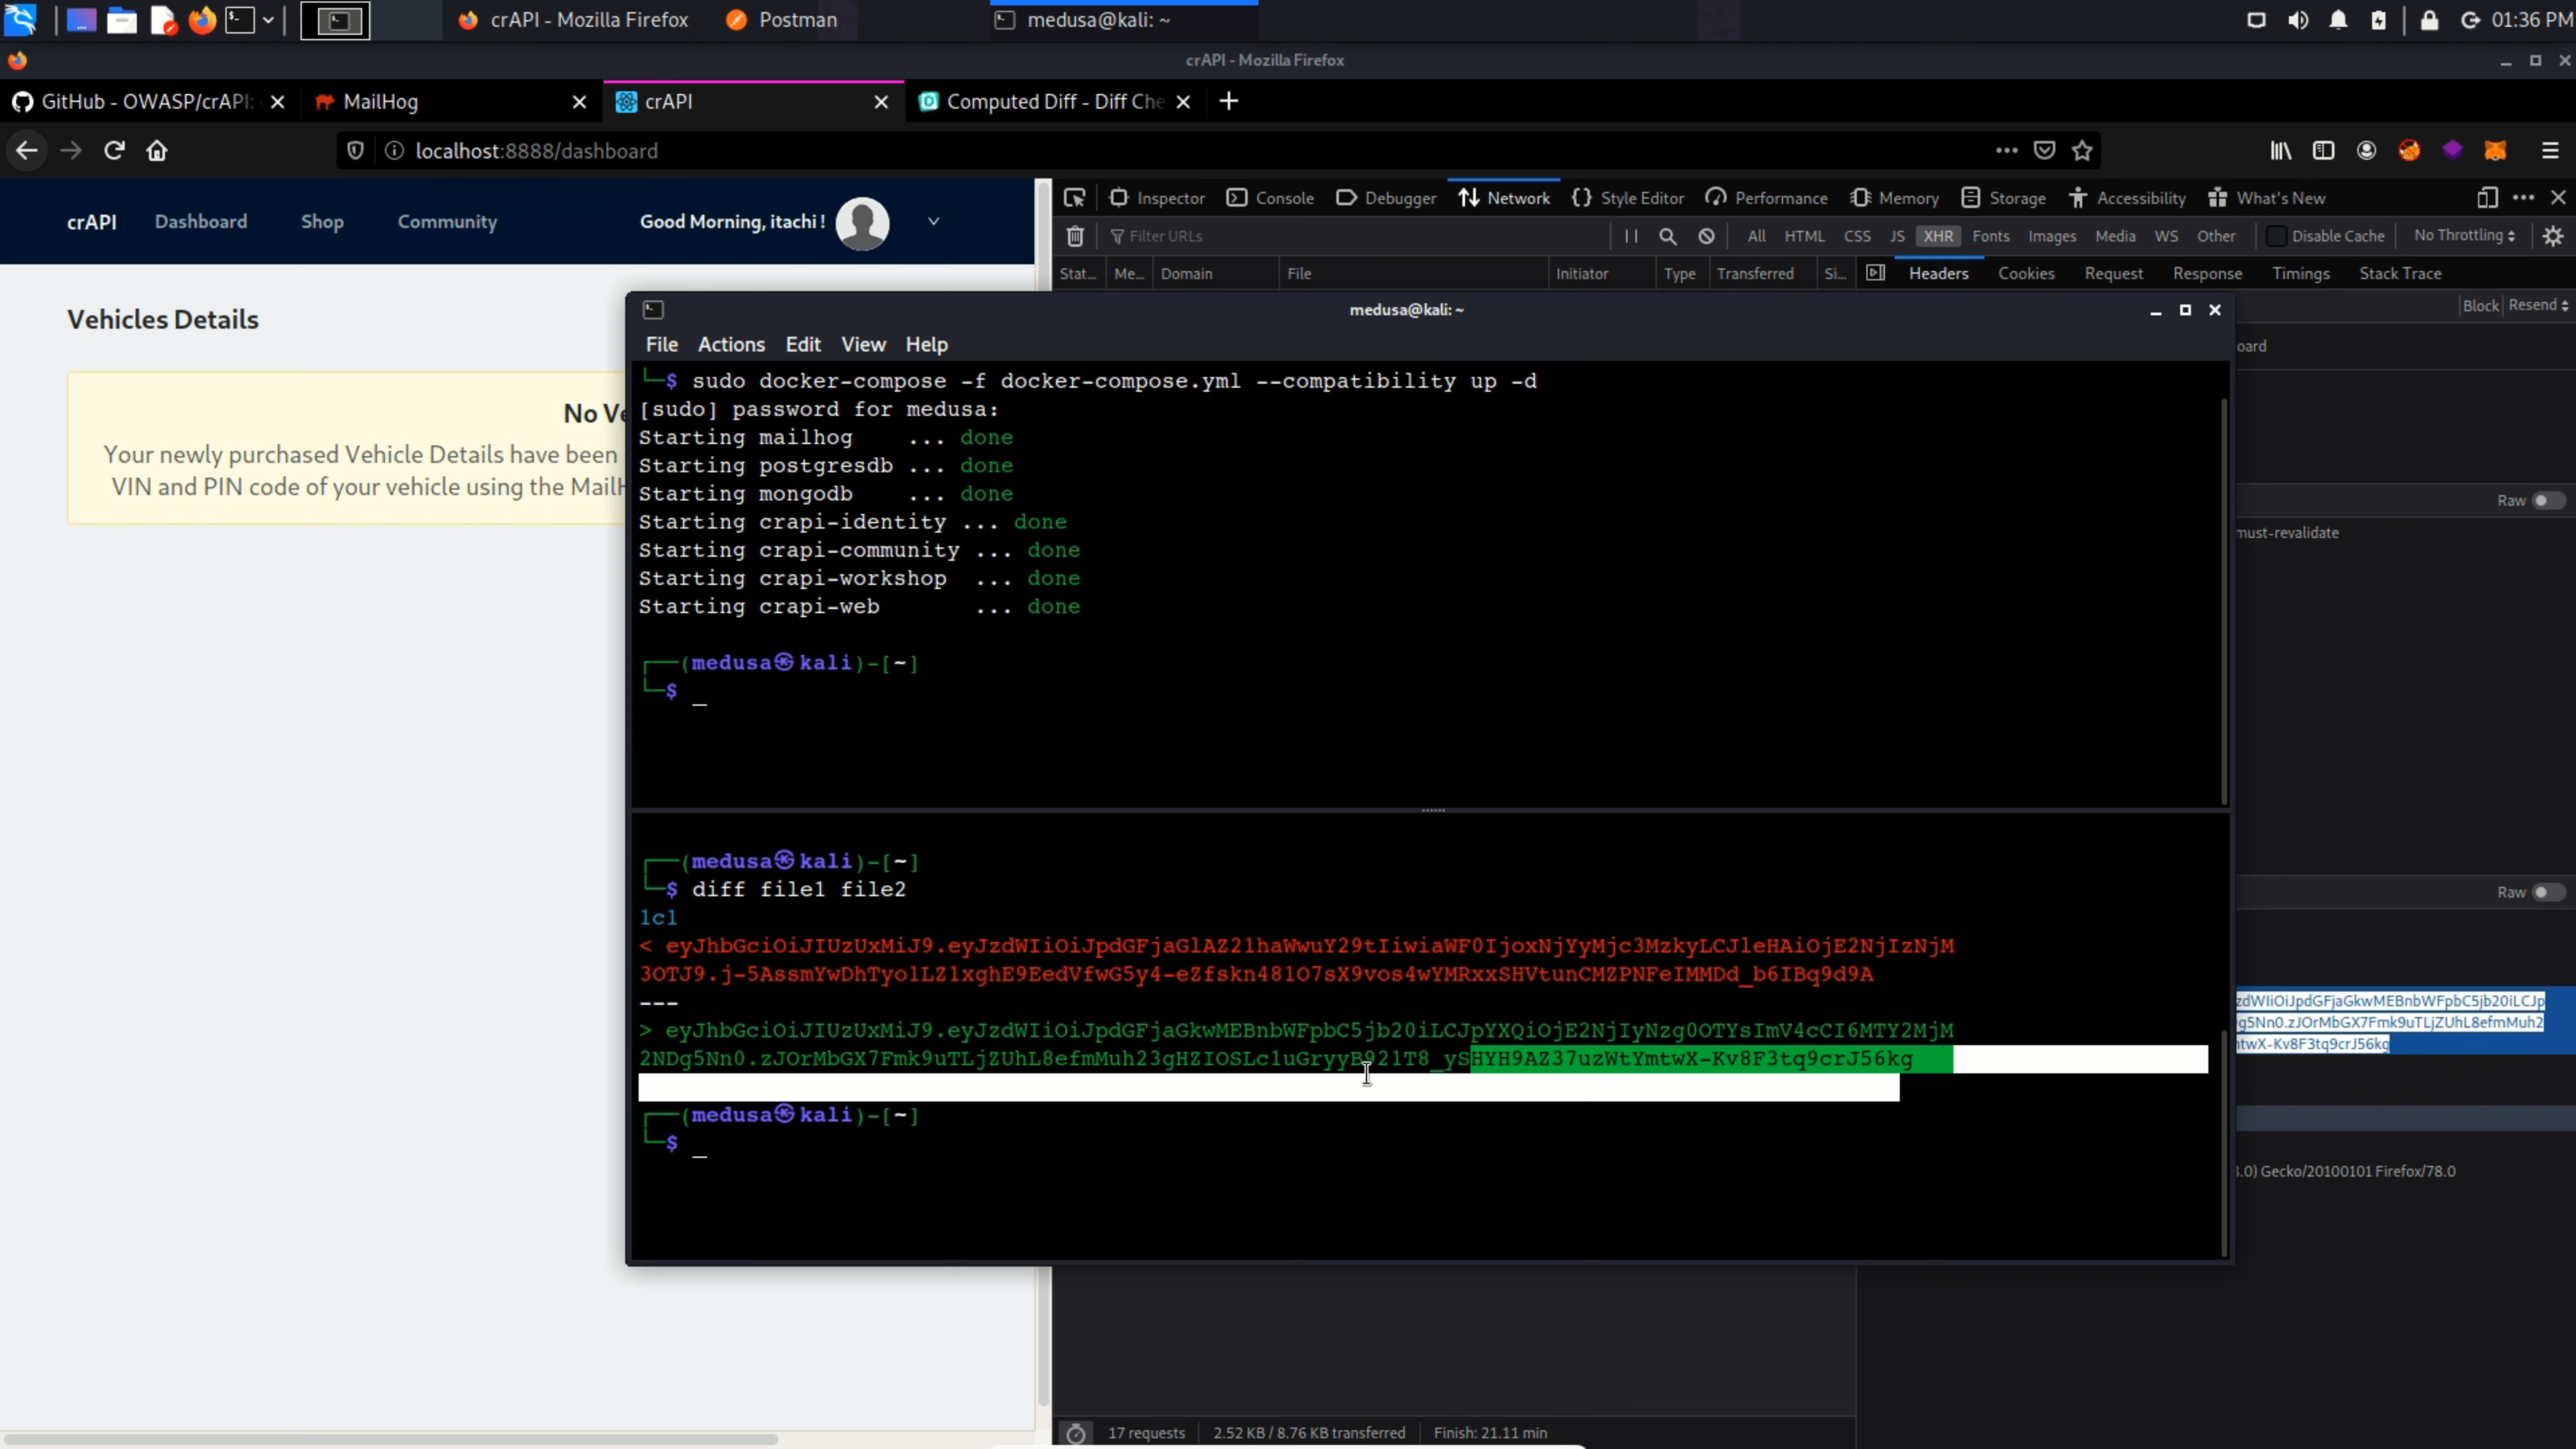 crAPI - Mozilla Firefox
Postman
medusa@kali: ~
01:36 PM
crAPI - Mozilla Firefox
GitHub - OWASP/crAPI:
MailHog
crAPI
Computed Diff - Diff Che
localhost:8888/dashboard
crAPI
Dashboard
Shop
Community
Good Morning, itachi !
Inspector
Console
Debugger
Network
Style Editor
Performance
Memory
Storage
Accessibility
What's New
Filter URLs
All
HTML
CSS
JS
XHR
Fonts
Images
Media
WS
Other
Disable Cache
No Throttling
Stat...
Me...
Domain
File
Initiator
Type
Transferred
Si...
Headers
Cookies
Request
Response
Timings
Stack Trace
Block
Resend
oard
Raw
must-revalidate
Raw
Vehicles Details
No Ve
Your newly purchased Vehicle Details have been
VIN and PIN code of your vehicle using the Mail
medusa@kali: ~
File Actions Edit View Help
└─$ sudo docker-compose -f docker-compose.yml --compatibility up -d
[sudo] password for medusa:
Starting mailhog    ... done
Starting postgresdb ... done
Starting mongodb    ... done
Starting crapi-identity ... done
Starting crapi-community ... done
Starting crapi-workshop  ... done
Starting crapi-web       ... done
┌──(medusa㉿kali)-[~]
└─$ _
┌──(medusa㉿kali)-[~]
└─$ diff file1 file2
1c1
< eyJhbGciOiJIUzUxMiJ9.eyJzdWIiOiJpdGFjaGlAZ21haWwuY29tIiwiaWF0IjoxNjYyMjc3MzkyLCJleHAiOjE2NjIzNjM
3OTJ9.j-5AssmYwDhTyolLZlxghE9EedVfwG5y4-eZfskn481O7sX9vos4wYMRxxSHVtunCMZPNFeIMMDd_b6IBq9d9A
---
> eyJhbGciOiJIUzUxMiJ9.eyJzdWIiOiJpdGFjaGkwMEBnbWFpbC5jb20iLCJpYXQiOjE2NjIyNzg0OTYsImV4cCI6MTY2MjM
2NDg5Nn0.zJOrMbGX7Fmk9uTLjZUhL8efmMuh23gHZIOSLc1uGryyB921T8_ySHYH9AZ37uzWtYmtwX-Kv8F3tq9crJ56kg
┌──(medusa㉿kali)-[~]
└─$ _
zdWIiOiJpdGFjaGkwMEBnbWFpbC5jb20iLCJp
g5Nn0.zJOrMbGX7Fmk9uTLjZUhL8efmMuh2
ntwX-Kv8F3tq9crJ56kg
.0) Gecko/20100101 Firefox/78.0
17 requests
2.52 KB / 8.76 KB transferred
Finish: 21.11 min